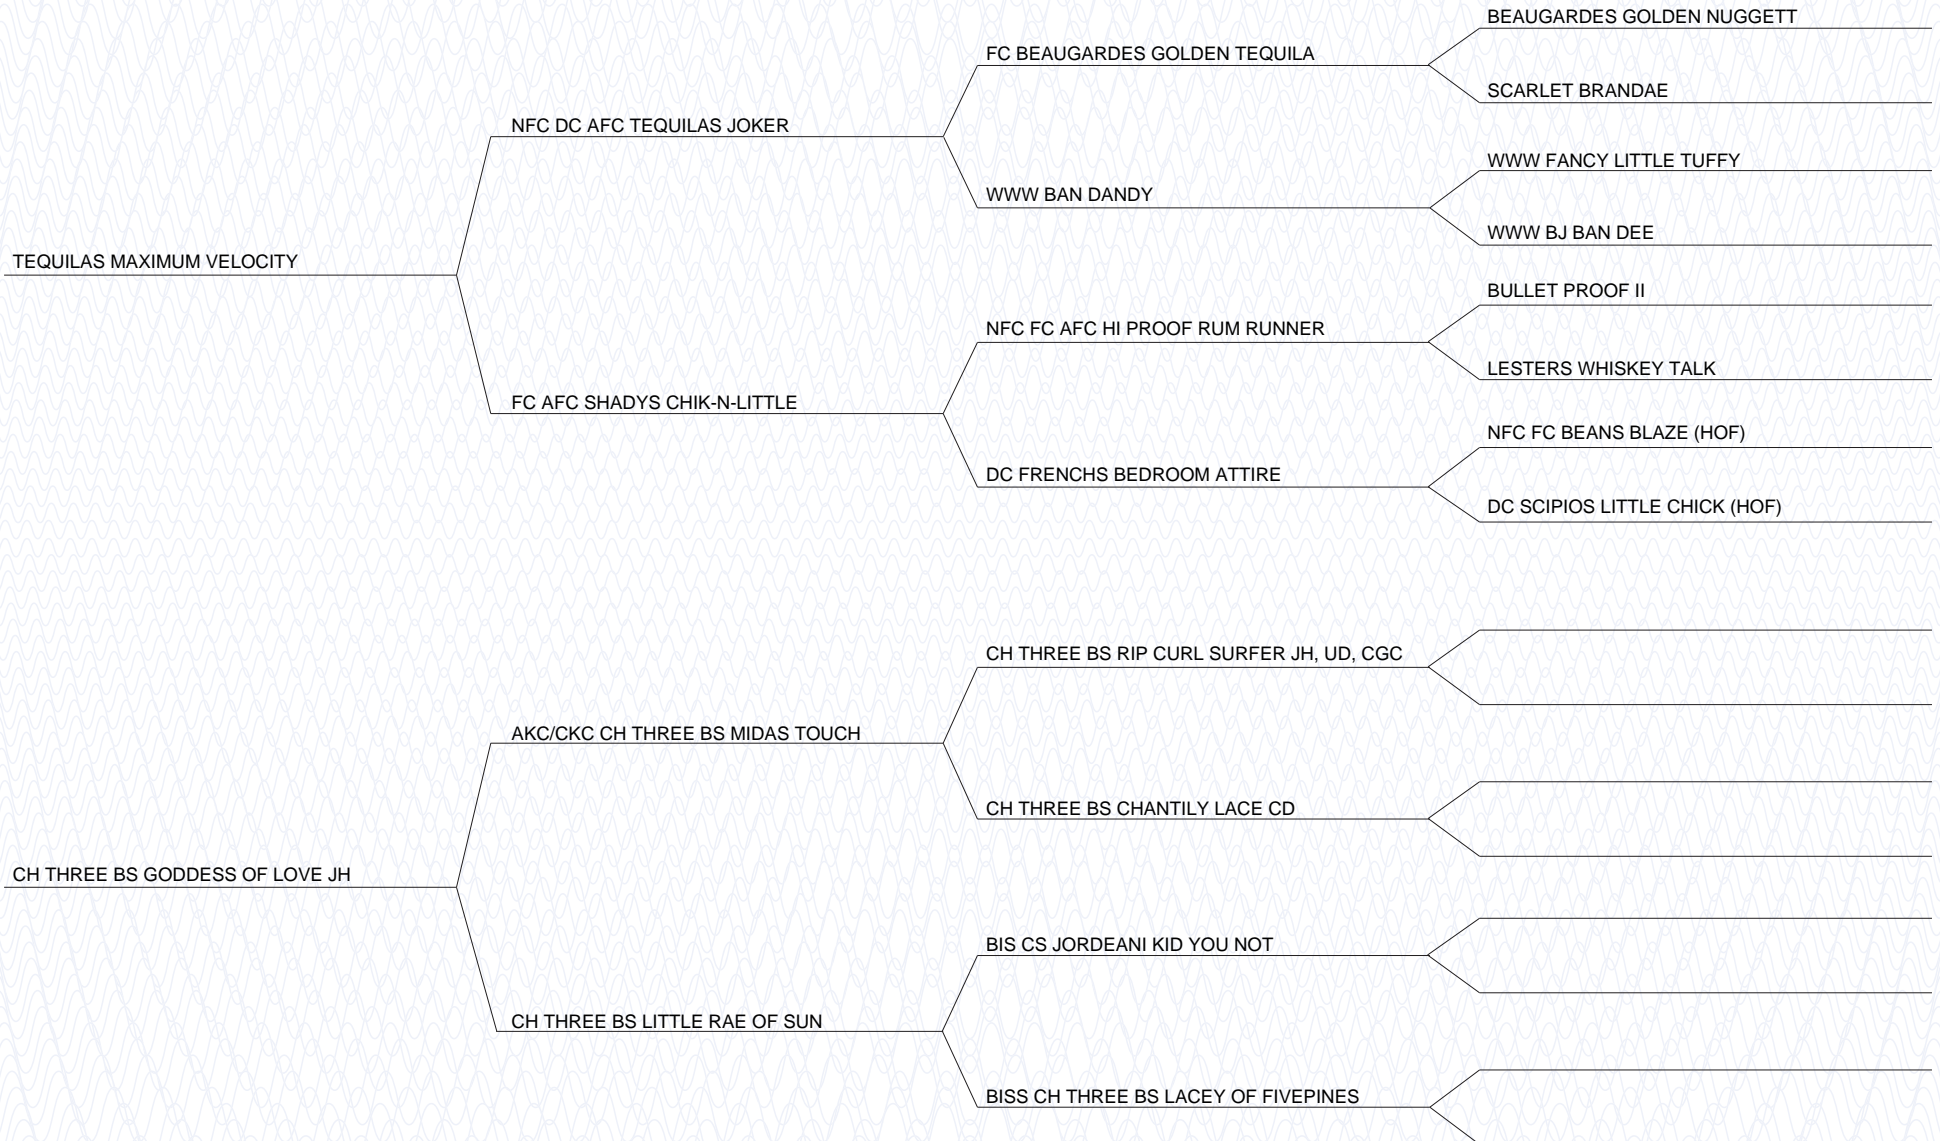 BEAUGARDES GOLDEN NUGGETT
FC BEAUGARDES GOLDEN TEQUILA
SCARLET BRANDAE
NFC DC AFC TEQUILAS JOKER
WWW FANCY LITTLE TUFFY
WWW BAN DANDY
WWW BJ BAN DEE
TEQUILAS MAXIMUM VELOCITY
BULLET PROOF II
NFC FC AFC HI PROOF RUM RUNNER
LESTERS WHISKEY TALK
FC AFC SHADYS CHIK-N-LITTLE
NFC FC BEANS BLAZE (HOF)
DC FRENCHS BEDROOM ATTIRE
DC SCIPIOS LITTLE CHICK (HOF)
CH THREE BS RIP CURL SURFER JH, UD, CGC
AKC/CKC CH THREE BS MIDAS TOUCH
CH THREE BS CHANTILY LACE CD
CH THREE BS GODDESS OF LOVE JH
BIS CS JORDEANI KID YOU NOT
CH THREE BS LITTLE RAE OF SUN
BISS CH THREE BS LACEY OF FIVEPINES